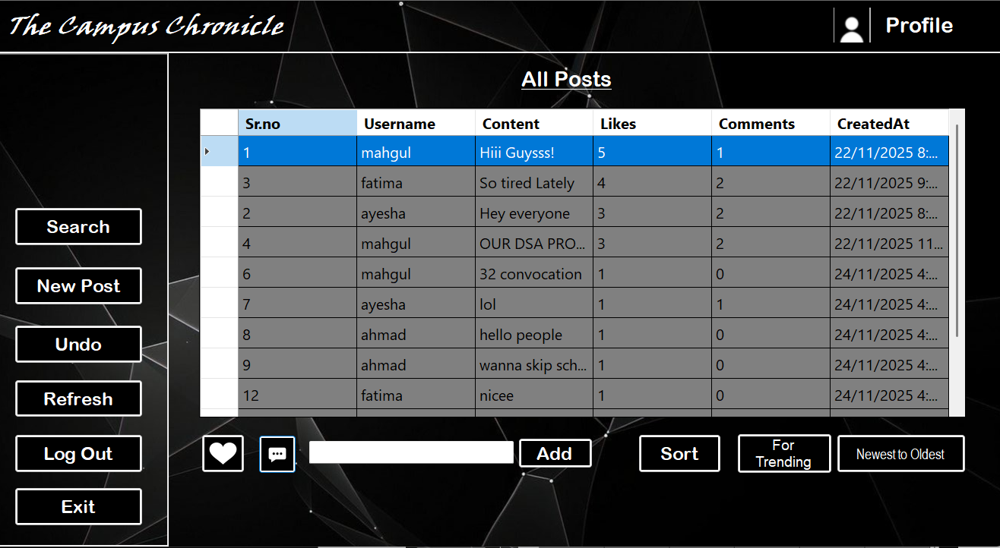 The Campus Chronicle
Profile
All Posts
Sr.no Username Content Likes Comments CreatedAt
1 mahgul Hiii Guysss! 5 1 22/11/2025 8:...
3 fatima So tired Lately 4 2 22/11/2025 9:...
2 ayesha Hey everyone 3 2 22/11/2025 8:...
4 mahgul OUR DSA PRO... 3 2 22/11/2025 11...
6 mahgul 32 convocation 1 0 24/11/2025 4:...
7 ayesha lol 1 1 24/11/2025 4:...
8 ahmad hello people 1 0 24/11/2025 4:...
9 ahmad wanna skip sch... 1 0 24/11/2025 4:...
12 fatima nicee 1 0 24/11/2025 4:...
Search
New Post
Undo
Refresh
Log Out
Exit
Add
Sort
For
Trending
Newest to Oldest